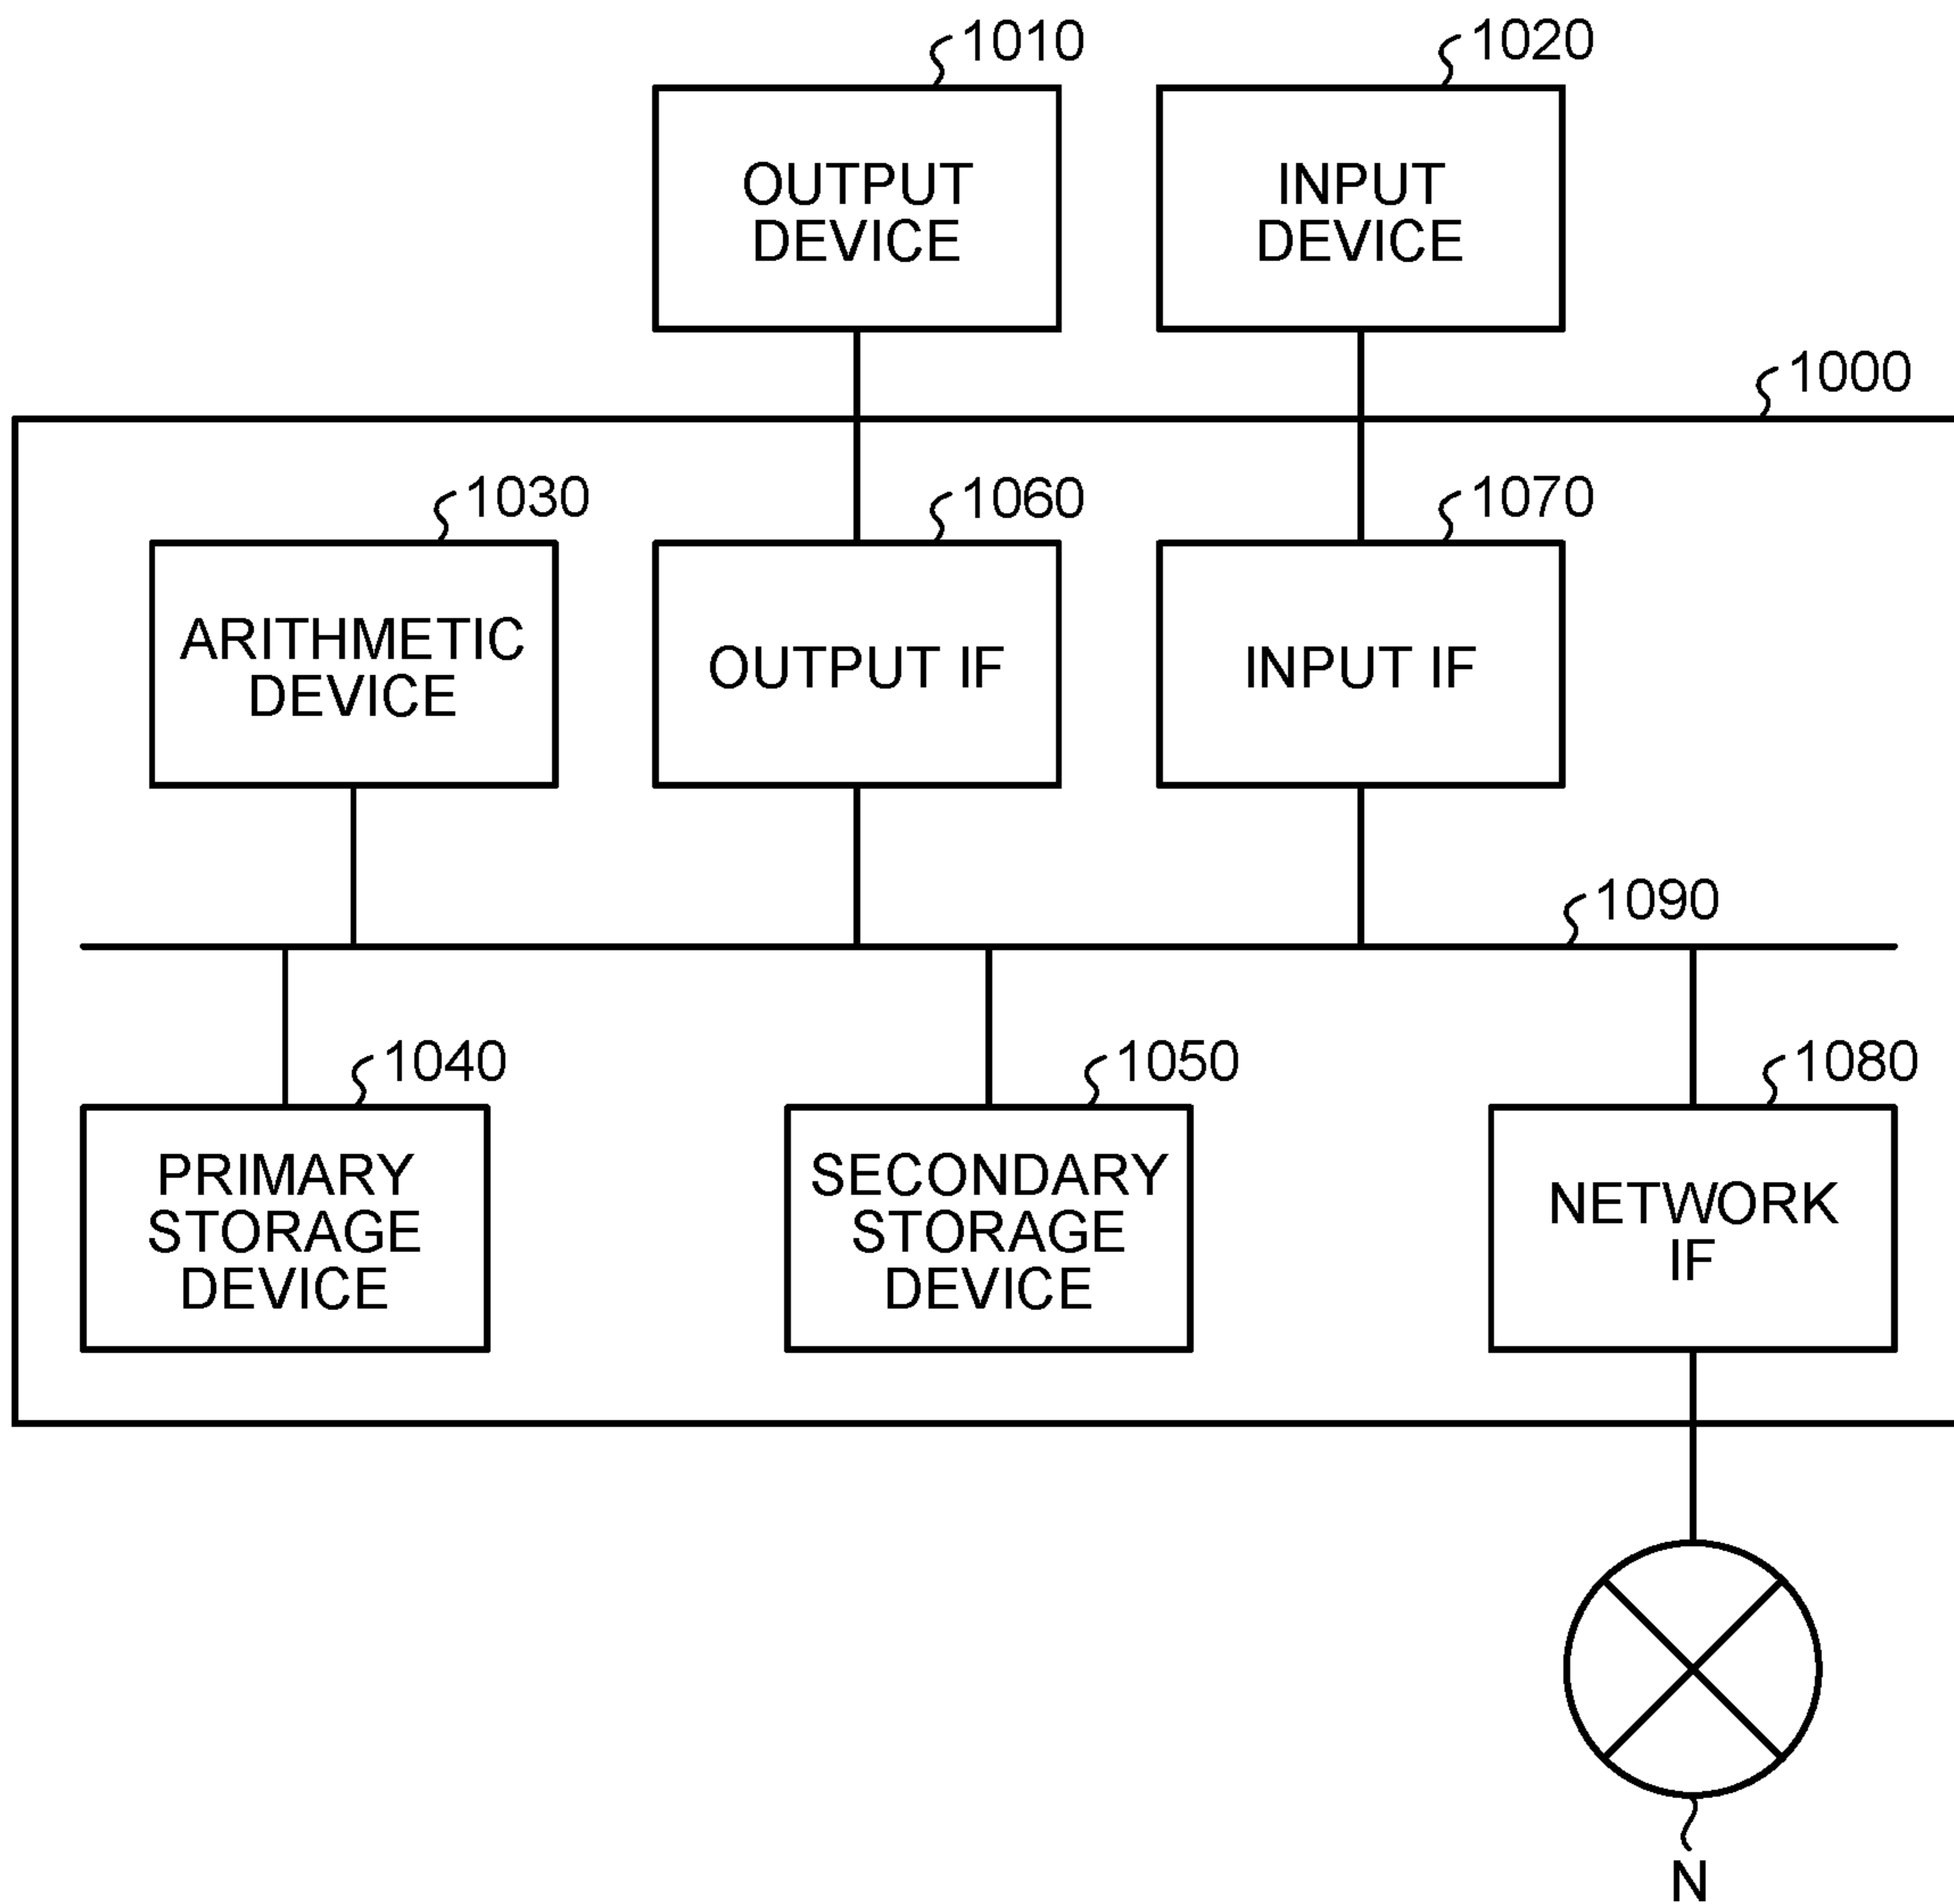 1010
1020
OUTPUT
DEVICE
INPUT
DEVICE
1000
1030
1060
1070
ARITHMETIC
DEVICE
OUTPUT IF
INPUT IF
1090
1040
1050
1080
PRIMARY
STORAGE
DEVICE
SECONDARY
STORAGE
DEVICE
NETWORK
IF
N